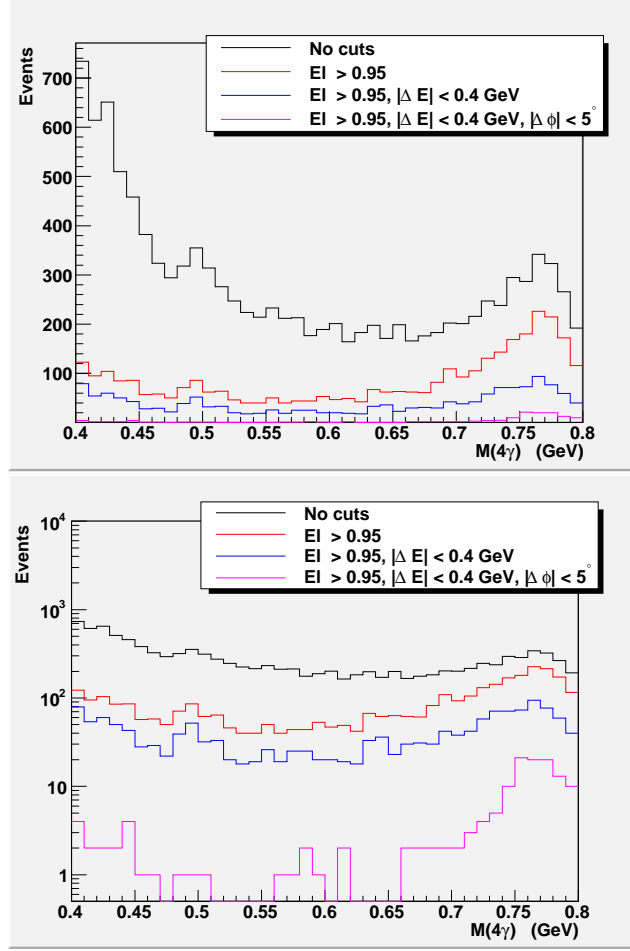 Events
No cuts
El > 0.95
El > 0.95, |Δ E| < 0.4 GeV
El > 0.95, |Δ E| < 0.4 GeV, |Δ ϕ| < 5°
700
600
500
400
300
200
100
0.4 0.45 0.5 0.55 0.6 0.65 0.7 0.75 0.8
M(4γ) (GeV)
Events
No cuts
El > 0.95
El > 0.95, |Δ E| < 0.4 GeV
El > 0.95, |Δ E| < 0.4 GeV, |Δ ϕ| < 5°
10⁴
10³
10²
10
1
0.4 0.45 0.5 0.55 0.6 0.65 0.7 0.75 0.8
M(4γ) (GeV)